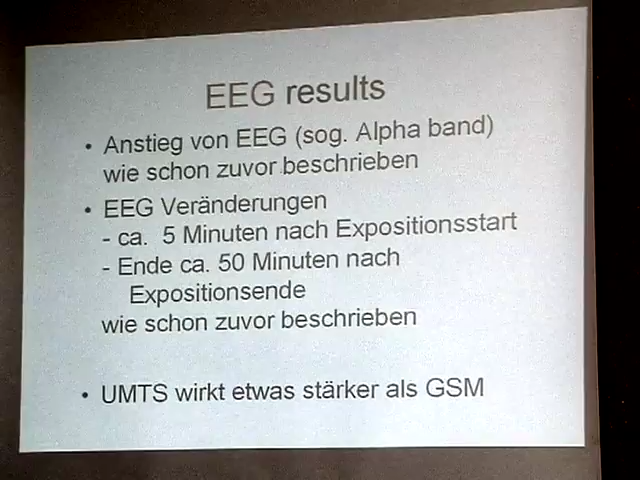 EEG results
• Anstieg von EEG (sog. Alpha band)
wie schon zuvor beschrieben
• EEG Veränderungen
- ca. 5 Minuten nach Expositionsstart
- Ende ca. 50 Minuten nach
Expositionsende
wie schon zuvor beschrieben
• UMTS wirkt etwas stärker als GSM